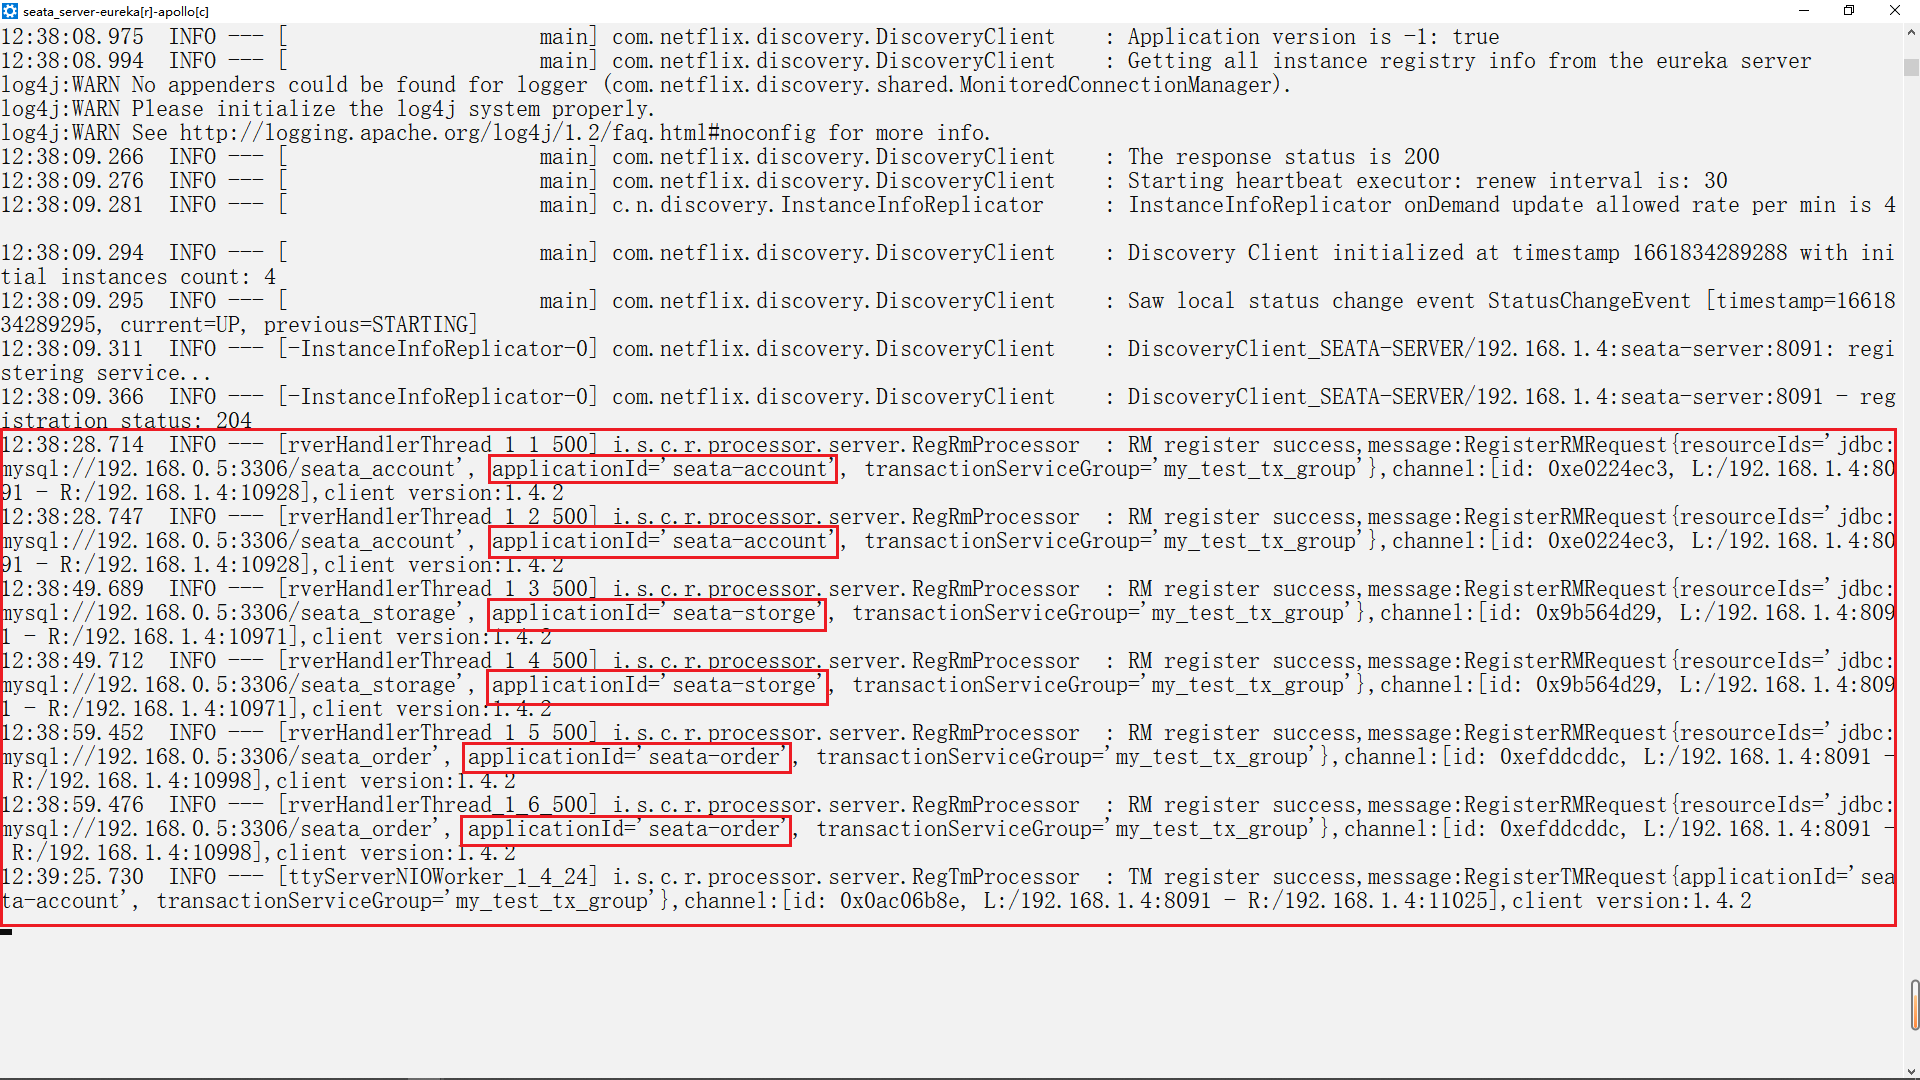 seata_server-eureka[r]-apollo[c]
12:38:08.975  INFO --- [                     main] com.netflix.discovery.DiscoveryClient    : Application version is -1: true
12:38:08.994  INFO --- [                     main] com.netflix.discovery.DiscoveryClient    : Getting all instance registry info from the eureka server
log4j:WARN No appenders could be found for logger (com.netflix.discovery.shared.MonitoredConnectionManager).
log4j:WARN Please initialize the log4j system properly.
log4j:WARN See http://logging.apache.org/log4j/1.2/faq.html#noconfig for more info.
12:38:09.266  INFO --- [                     main] com.netflix.discovery.DiscoveryClient    : The response status is 200
12:38:09.276  INFO --- [                     main] com.netflix.discovery.DiscoveryClient    : Starting heartbeat executor: renew interval is: 30
12:38:09.281  INFO --- [                     main] c.n.discovery.InstanceInfoReplicator     : InstanceInfoReplicator onDemand update allowed rate per min is 4
12:38:09.294  INFO --- [                     main] com.netflix.discovery.DiscoveryClient    : Discovery Client initialized at timestamp 1661834289288 with ini
tial instances count: 4
12:38:09.295  INFO --- [                     main] com.netflix.discovery.DiscoveryClient    : Saw local status change event StatusChangeEvent [timestamp=16618
34289295, current=UP, previous=STARTING]
12:38:09.311  INFO --- [-InstanceInfoReplicator-0] com.netflix.discovery.DiscoveryClient    : DiscoveryClient_SEATA-SERVER/192.168.1.4:seata-server:8091: regi
stering service...
12:38:09.366  INFO --- [-InstanceInfoReplicator-0] com.netflix.discovery.DiscoveryClient    : DiscoveryClient_SEATA-SERVER/192.168.1.4:seata-server:8091 - reg
istration status: 204
12:38:28.714  INFO --- [rverHandlerThread_1_1_500] i.s.c.r.processor.server.RegRmProcessor  : RM register success,message:RegisterRMRequest{resourceIds='jdbc:
mysql://192.168.0.5:3306/seata_account', applicationId='seata-account', transactionServiceGroup='my_test_tx_group'},channel:[id: 0xe0224ec3, L:/192.168.1.4:80
91 - R:/192.168.1.4:10928],client version:1.4.2
12:38:28.747  INFO --- [rverHandlerThread_1_2_500] i.s.c.r.processor.server.RegRmProcessor  : RM register success,message:RegisterRMRequest{resourceIds='jdbc:
mysql://192.168.0.5:3306/seata_account', applicationId='seata-account', transactionServiceGroup='my_test_tx_group'},channel:[id: 0xe0224ec3, L:/192.168.1.4:80
91 - R:/192.168.1.4:10928],client version:1.4.2
12:38:49.689  INFO --- [rverHandlerThread_1_3_500] i.s.c.r.processor.server.RegRmProcessor  : RM register success,message:RegisterRMRequest{resourceIds='jdbc:
mysql://192.168.0.5:3306/seata_storage', applicationId='seata-storge', transactionServiceGroup='my_test_tx_group'},channel:[id: 0x9b564d29, L:/192.168.1.4:809
1 - R:/192.168.1.4:10971],client version:1.4.2
12:38:49.712  INFO --- [rverHandlerThread_1_4_500] i.s.c.r.processor.server.RegRmProcessor  : RM register success,message:RegisterRMRequest{resourceIds='jdbc:
mysql://192.168.0.5:3306/seata_storage', applicationId='seata-storge', transactionServiceGroup='my_test_tx_group'},channel:[id: 0x9b564d29, L:/192.168.1.4:809
1 - R:/192.168.1.4:10971],client version:1.4.2
12:38:59.452  INFO --- [rverHandlerThread_1_5_500] i.s.c.r.processor.server.RegRmProcessor  : RM register success,message:RegisterRMRequest{resourceIds='jdbc:
mysql://192.168.0.5:3306/seata_order', applicationId='seata-order', transactionServiceGroup='my_test_tx_group'},channel:[id: 0xefddcddc, L:/192.168.1.4:8091 -
 R:/192.168.1.4:10998],client version:1.4.2
12:38:59.476  INFO --- [rverHandlerThread_1_6_500] i.s.c.r.processor.server.RegRmProcessor  : RM register success,message:RegisterRMRequest{resourceIds='jdbc:
mysql://192.168.0.5:3306/seata_order', applicationId='seata-order', transactionServiceGroup='my_test_tx_group'},channel:[id: 0xefddcddc, L:/192.168.1.4:8091 -
 R:/192.168.1.4:10998],client version:1.4.2
12:39:25.730  INFO --- [ttyServerNIOWorker_1_4_24] i.s.c.r.processor.server.RegTmProcessor  : TM register success,message:RegisterTMRequest{applicationId='sea
ta-account', transactionServiceGroup='my_test_tx_group'},channel:[id: 0x0ac06b8e, L:/192.168.1.4:8091 - R:/192.168.1.4:11025],client version:1.4.2